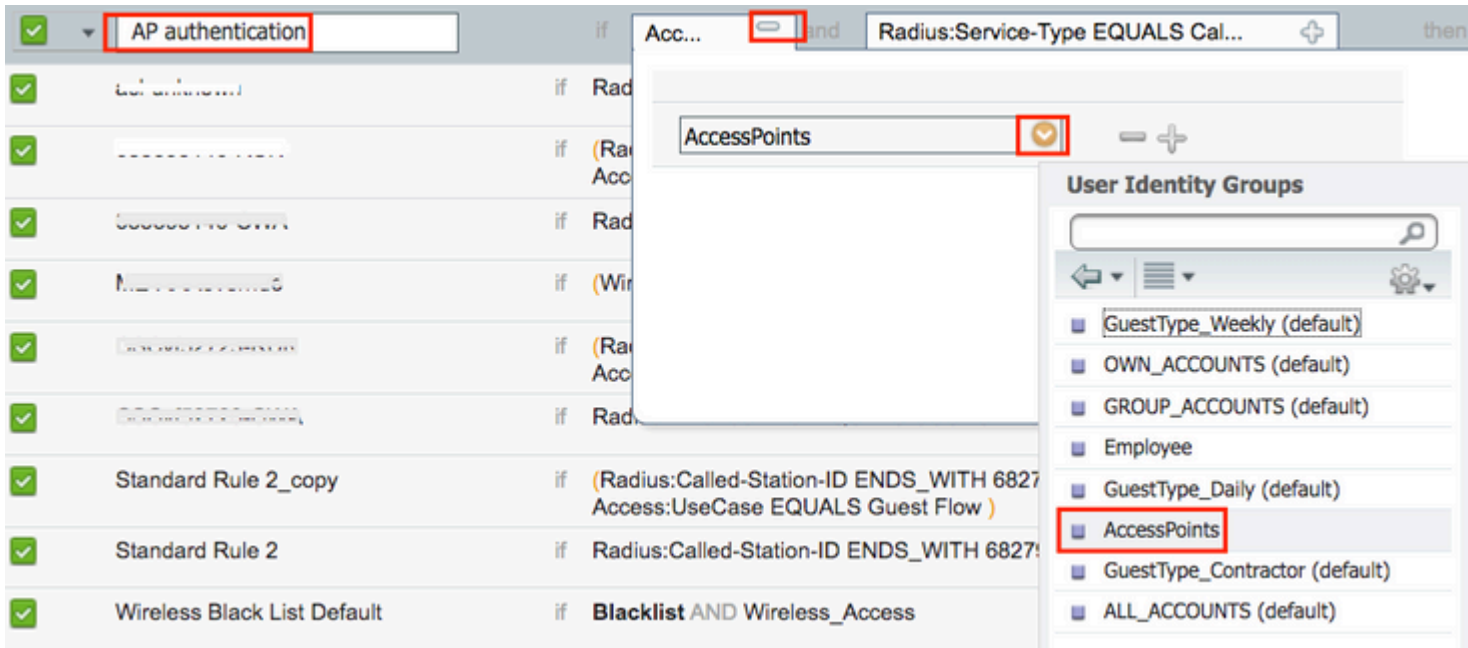 AP authentication if Acc... and Radius:Service-Type EQUALS Cal... then
if Rad
AccessPoints
if (Rad
Acc
User Identity Groups
if Rad
if (Wir
GuestType_Weekly (default)
if (Rad
Acc
OWN_ACCOUNTS (default)
GROUP_ACCOUNTS (default)
if Rad
Employee
Standard Rule 2_copy if (Radius:Called-Station-ID ENDS_WITH 6827
Access:UseCase EQUALS Guest Flow )
GuestType_Daily (default)
AccessPoints
Standard Rule 2 if Radius:Called-Station-ID ENDS_WITH 6827
GuestType_Contractor (default)
Wireless Black List Default if Blacklist AND Wireless_Access
ALL_ACCOUNTS (default)